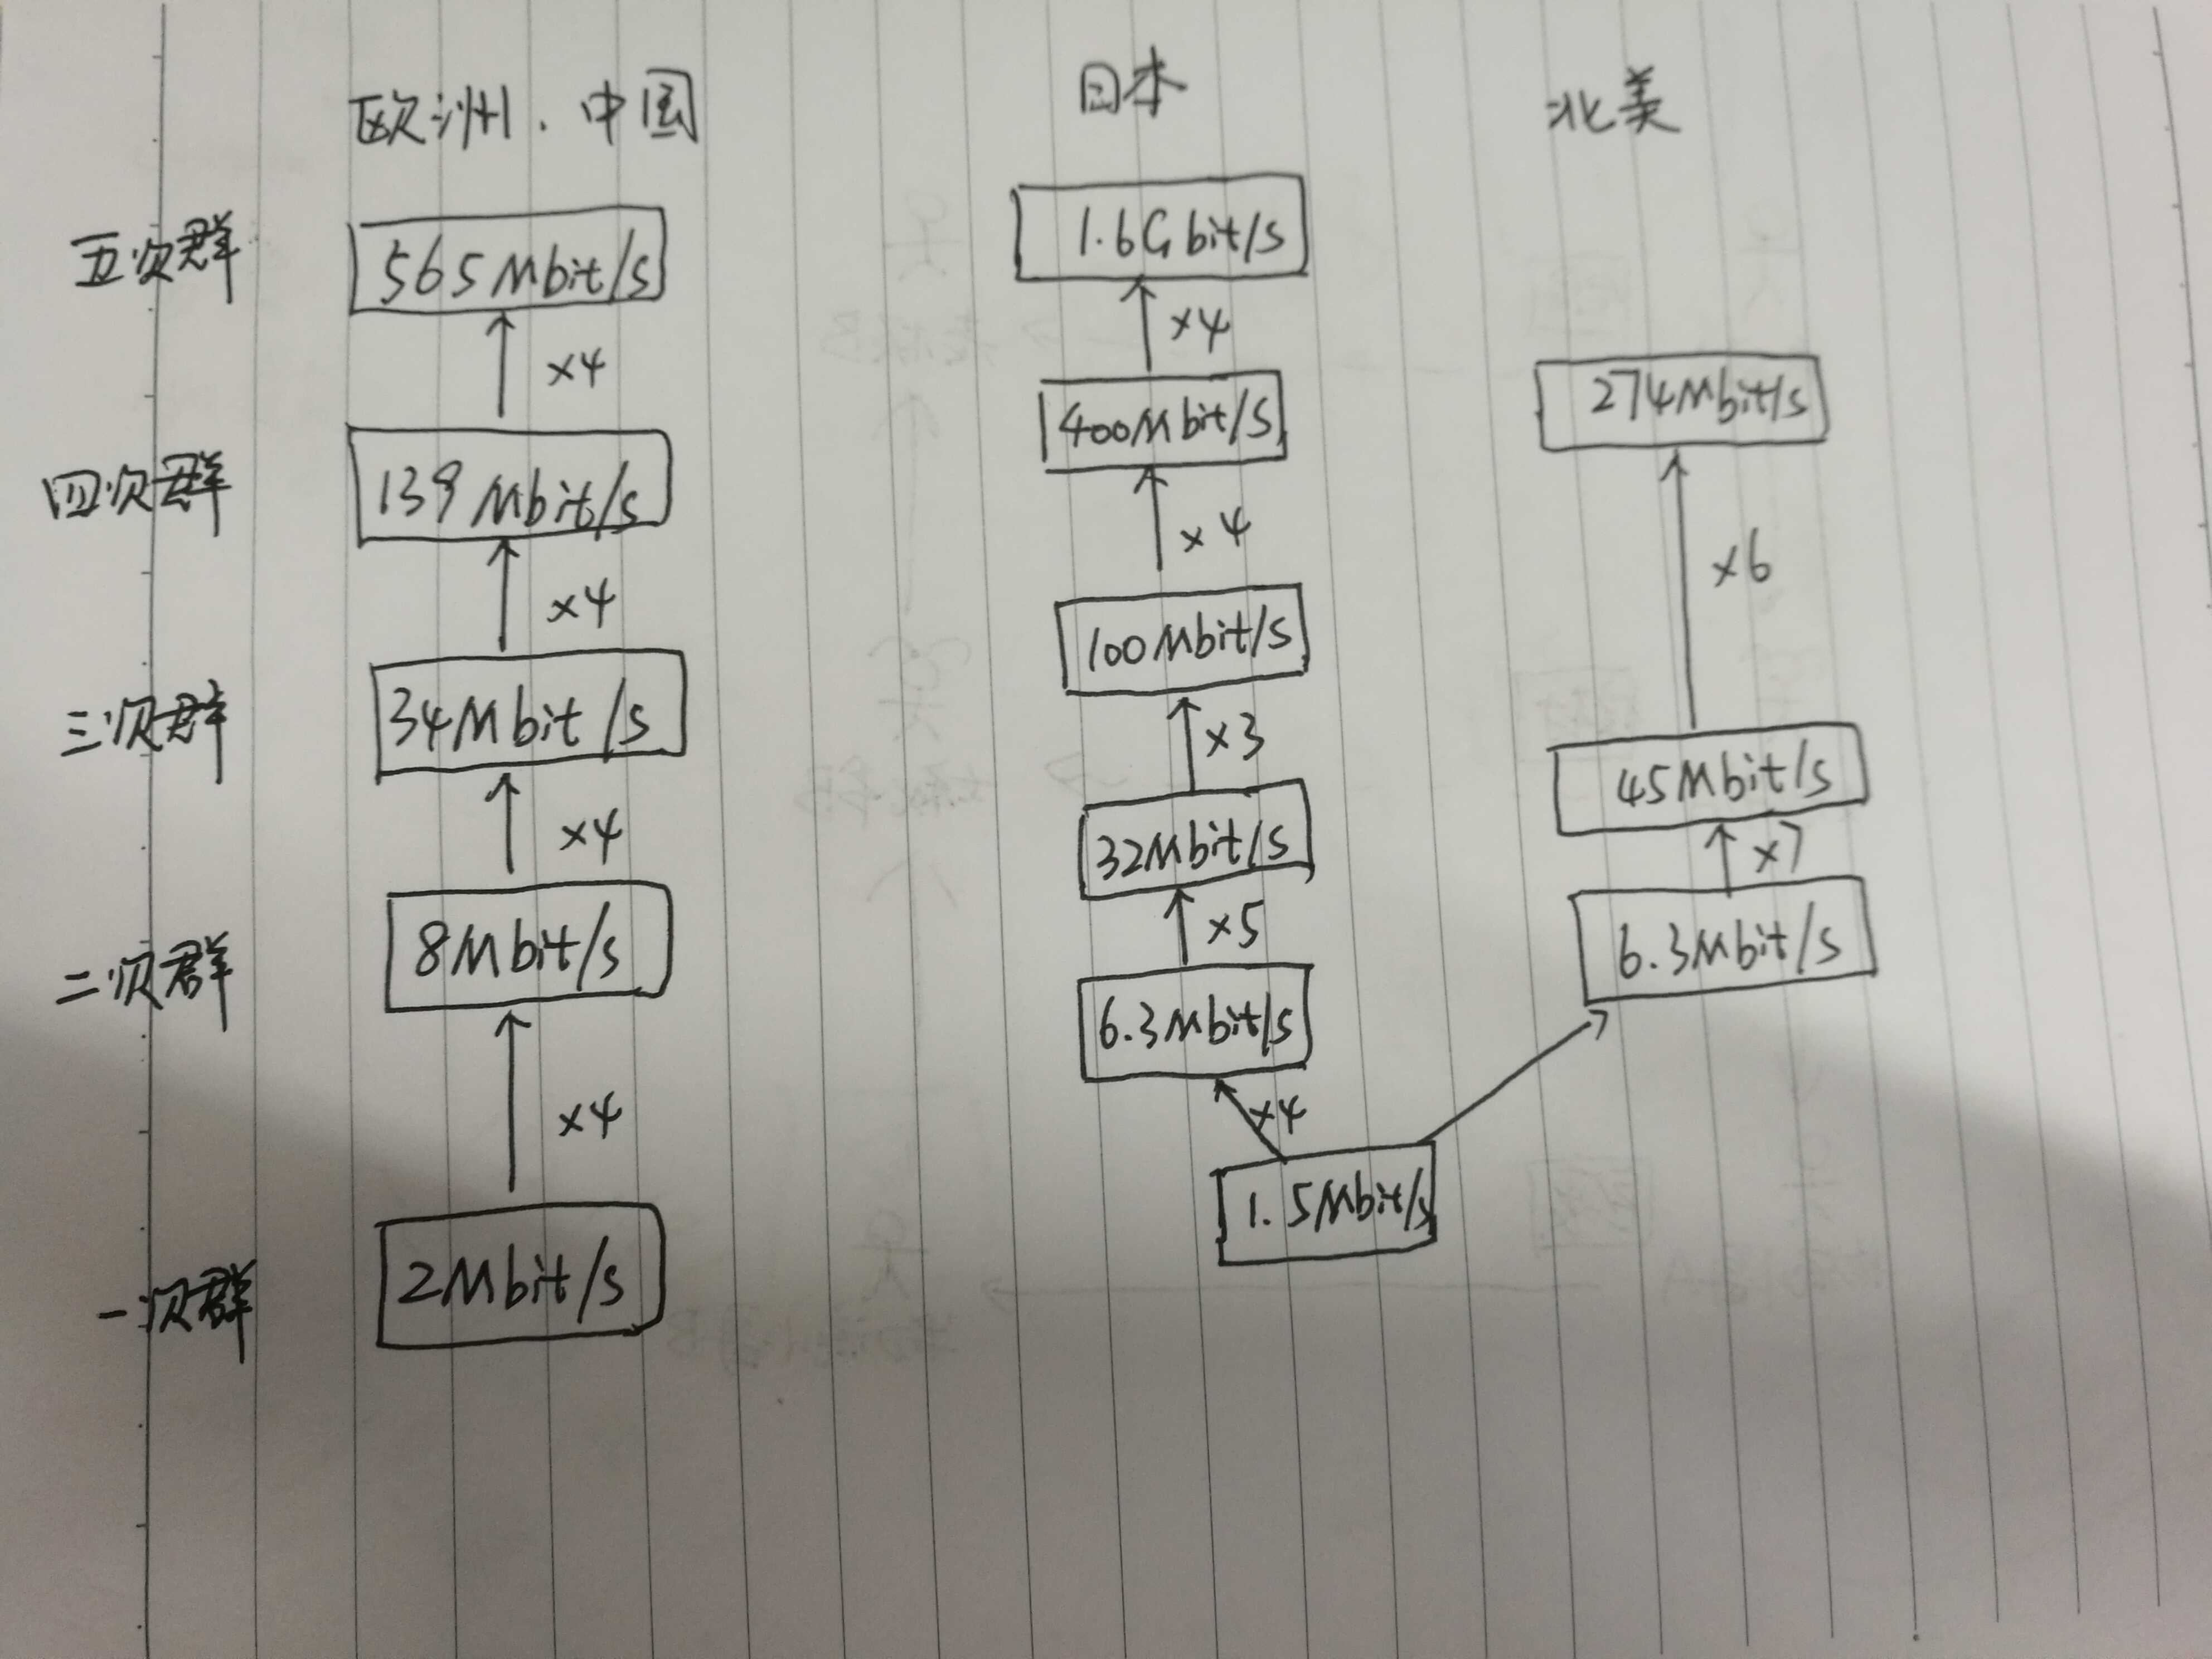 欧洲、中国 日本 北美
五次群 565Mbit/s 1.6Gbit/s
×4 ×4
400Mbit/s 274Mbit/s
四次群 139Mbit/s
×4 ×4 ×6
三次群 34Mbit/s 100Mbit/s
×4 ×3 45Mbit/s
32Mbit/s ×7
二次群 8Mbit/s ×5 6.3Mbit/s
6.3Mbit/s
×4 ×4
一次群 2Mbit/s 1.5Mbit/s